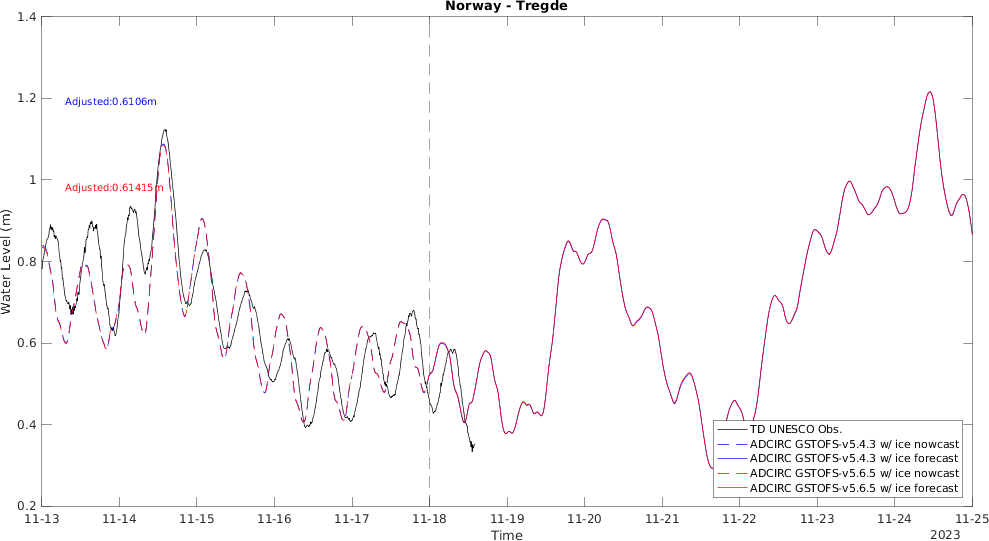 Norway - Tregde
1.4
1.2
1
0.8
0.6
0.4
0.2
Water Level (m)
Adjusted:0.6106m
Adjusted:0.61415m
TD UNESCO Obs.
ADCIRC GSTOFS-v5.4.3 w/ ice nowcast
ADCIRC GSTOFS-v5.4.3 w/ ice forecast
ADCIRC GSTOFS-v5.6.5 w/ ice nowcast
ADCIRC GSTOFS-v5.6.5 w/ ice forecast
11-13 11-14 11-15 11-16 11-17 11-18 11-19 11-20 11-21 11-22 11-23 11-24 11-25
Time
2023